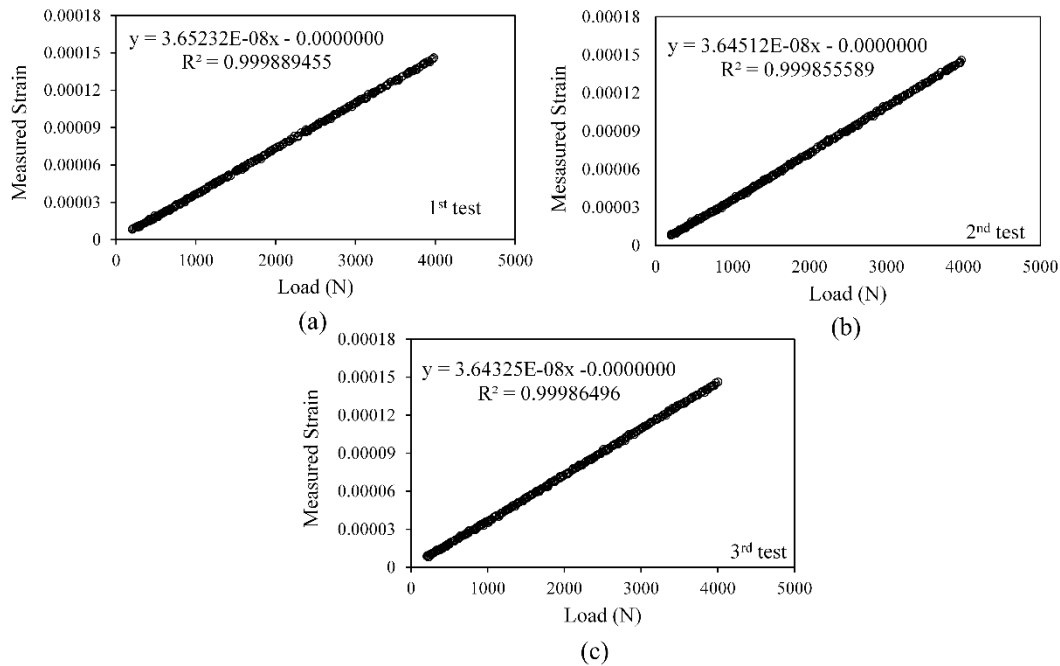 0.00018
0.00015
0.00012
0.00009
0.00006
0.00003
0
Measured Strain
y = 3.65232E-08x - 0.0000000
R² = 0.999889455
1st test
0 1000 2000 3000 4000 5000
Load (N)
(a)
0.00018
0.00015
0.00012
0.00009
0.00006
0.00003
0
Mesasured Strain
y = 3.64512E-08x - 0.0000000
R² = 0.999855589
2nd test
0 1000 2000 3000 4000 5000
Load (N)
(b)
0.00018
0.00015
0.00012
0.00009
0.00006
0.00003
0
Measured Strain
y = 3.64325E-08x -0.0000000
R² = 0.99986496
3rd test
0 1000 2000 3000 4000 5000
Load (N)
(c)